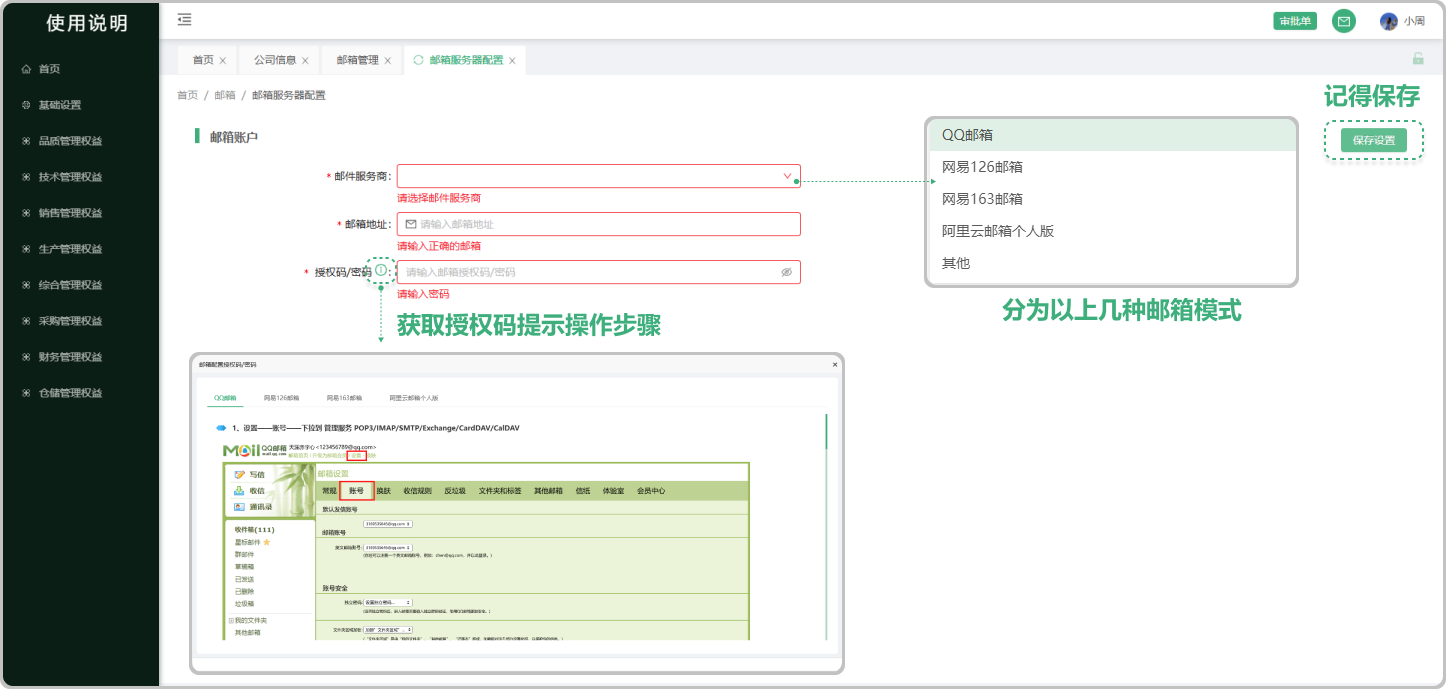 使用说明
首页
基础设置
品质管理权益
技术管理权益
销售管理权益
生产管理权益
综合管理权益
采购管理权益
财务管理权益
仓储管理权益
审批单
小周
首页
公司信息
邮箱管理
邮箱服务器配置
首页 / 邮箱 / 邮箱服务器配置
记得保存
保存设置
邮箱账户
* 邮件服务商:
请选择邮件服务商
* 邮箱地址:
请输入邮箱地址
请输入正确的邮箱
* 授权码/密码
请输入邮箱授权码/密码
请输入密码
QQ邮箱
网易126邮箱
网易163邮箱
阿里云邮箱个人版
其他
分为以上几种邮箱模式
获取授权码提示操作步骤
邮箱配置授权码/密码
QQ邮箱
网易126邮箱
网易163邮箱
阿里云邮箱个人版
1、设置——账号——下拉到 管理服务 POP3/IMAP/SMTP/Exchange/CardDAV/CalDAV
Mail QQ邮箱
mail.qq.com
<123456789@qq.com>
写信
收信
通讯录
收件箱(111)
星标邮件
群邮件
草稿箱
已发送
已删除
垃圾箱
我的文件夹
其他邮箱
邮箱设置
常规 账号 换肤 收信规则 反垃圾 文件夹和标签 其他邮箱 信纸 体验室 会员中心
默认发信账号
邮箱账号
英文邮箱账号:
账号安全
独立密码:
文件夹区域加锁: